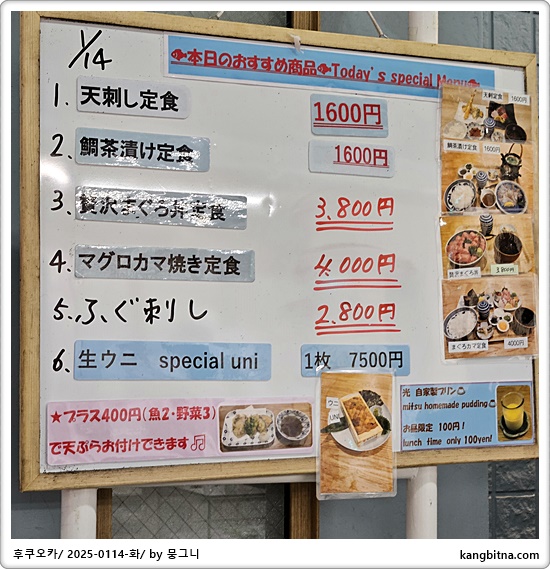 1/14
本日のおすすめ商品 Today's special Menu
1. 天刺し定食 1600円
2. 鯛茶漬け定食 1600円
3. 贅沢まぐろ丼定食 3.800円
4. マグロカマ焼き定食 4.000円
5. ふぐ刺し 2.800円
6. 生ウニ special uni 1枚 7500円
★プラス400円(魚2・野菜3)
で天ぷらお付けできます♫
ウニ
UNI
光 自家製プリン
mitsu homemade pudding
お昼限定 100円!
lunch time only 100yen!
天刺定食 1600円
鯛茶漬け 1600円
贅沢まぐろ丼 3800円
まぐろカマ定食 4000円
후쿠오카/ 2025-0114-화/ by 뭉그니
kangbitna.com